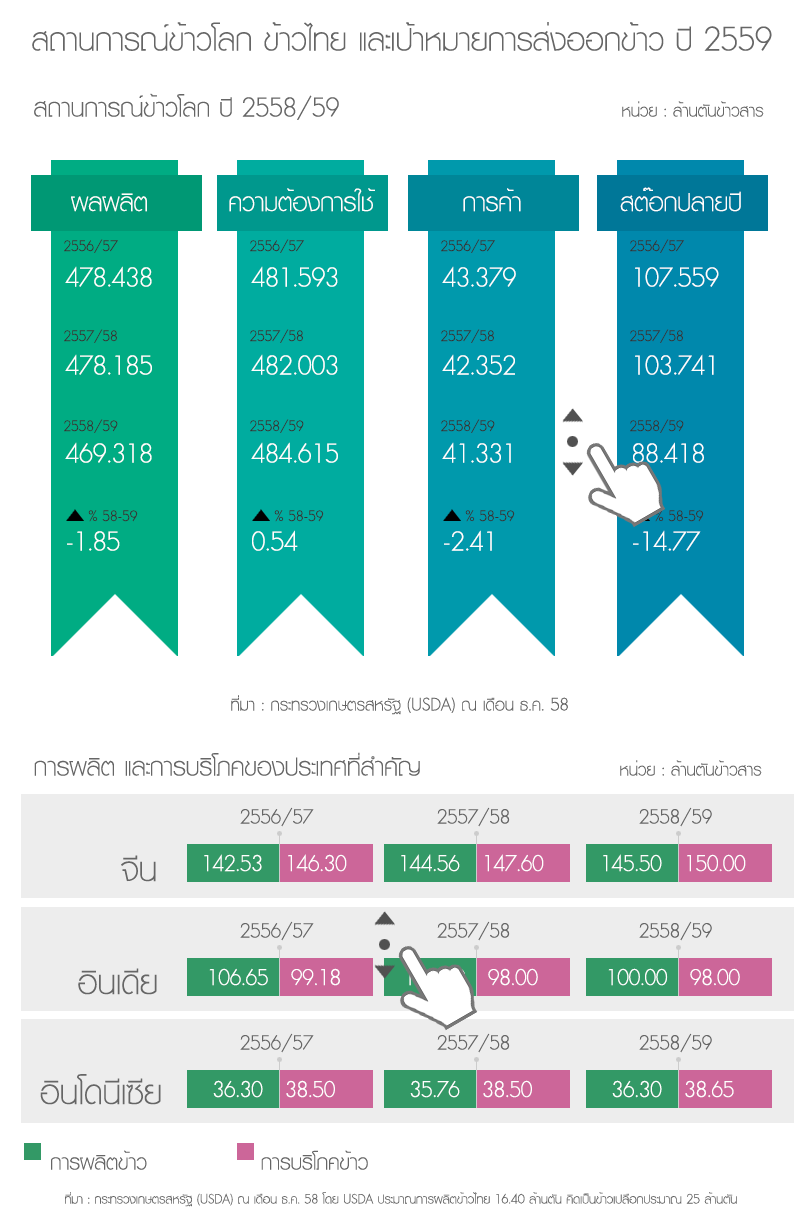 สถานการณ์ข้าวโลก ข้าวไทย และเป้าหมายการส่งออกข้าว ปี 2559
สถานการณ์ข้าวโลก ปี 2558/59
หน่วย : ล้านตันข้าวสาร
ผลผลิต
2556/57
478.438
2557/58
478.185
2558/59
469.318
▲ % 58-59
-1.85
ความต้องการใช้
2556/57
481.593
2557/58
482.003
2558/59
484.615
▲ % 58-59
0.54
การค้า
2556/57
43.379
2557/58
42.352
2558/59
41.331
▲ % 58-59
-2.41
สต๊อกปลายปี
2556/57
107.559
2557/58
103.741
2558/59
88.418
% 58-59
-14.77
ที่มา : กระทรวงเกษตรสหรัฐ (USDA) ณ เดือน ธ.ค. 58
การผลิต และการบริโภคของประเทศที่สำคัญ
หน่วย : ล้านตันข้าวสาร
2556/57 2557/58 2558/59
จีน 142.53 146.30 144.56 147.60 145.50 150.00
2556/57 2557/58 2558/59
อินเดีย 106.65 99.18 98.00 100.00 98.00
2556/57 2557/58 2558/59
อินโดนีเซีย 36.30 38.50 35.76 38.50 36.30 38.65
การผลิตข้าว การบริโภคข้าว
ที่มา : กระทรวงเกษตรสหรัฐ (USDA) ณ เดือน ธ.ค. 58 โดย USDA ประมาณการผลิตข้าวไทย 16.40 ล้านตัน คิดเป็นข้าวเปลือกประมาณ 25 ล้านตัน